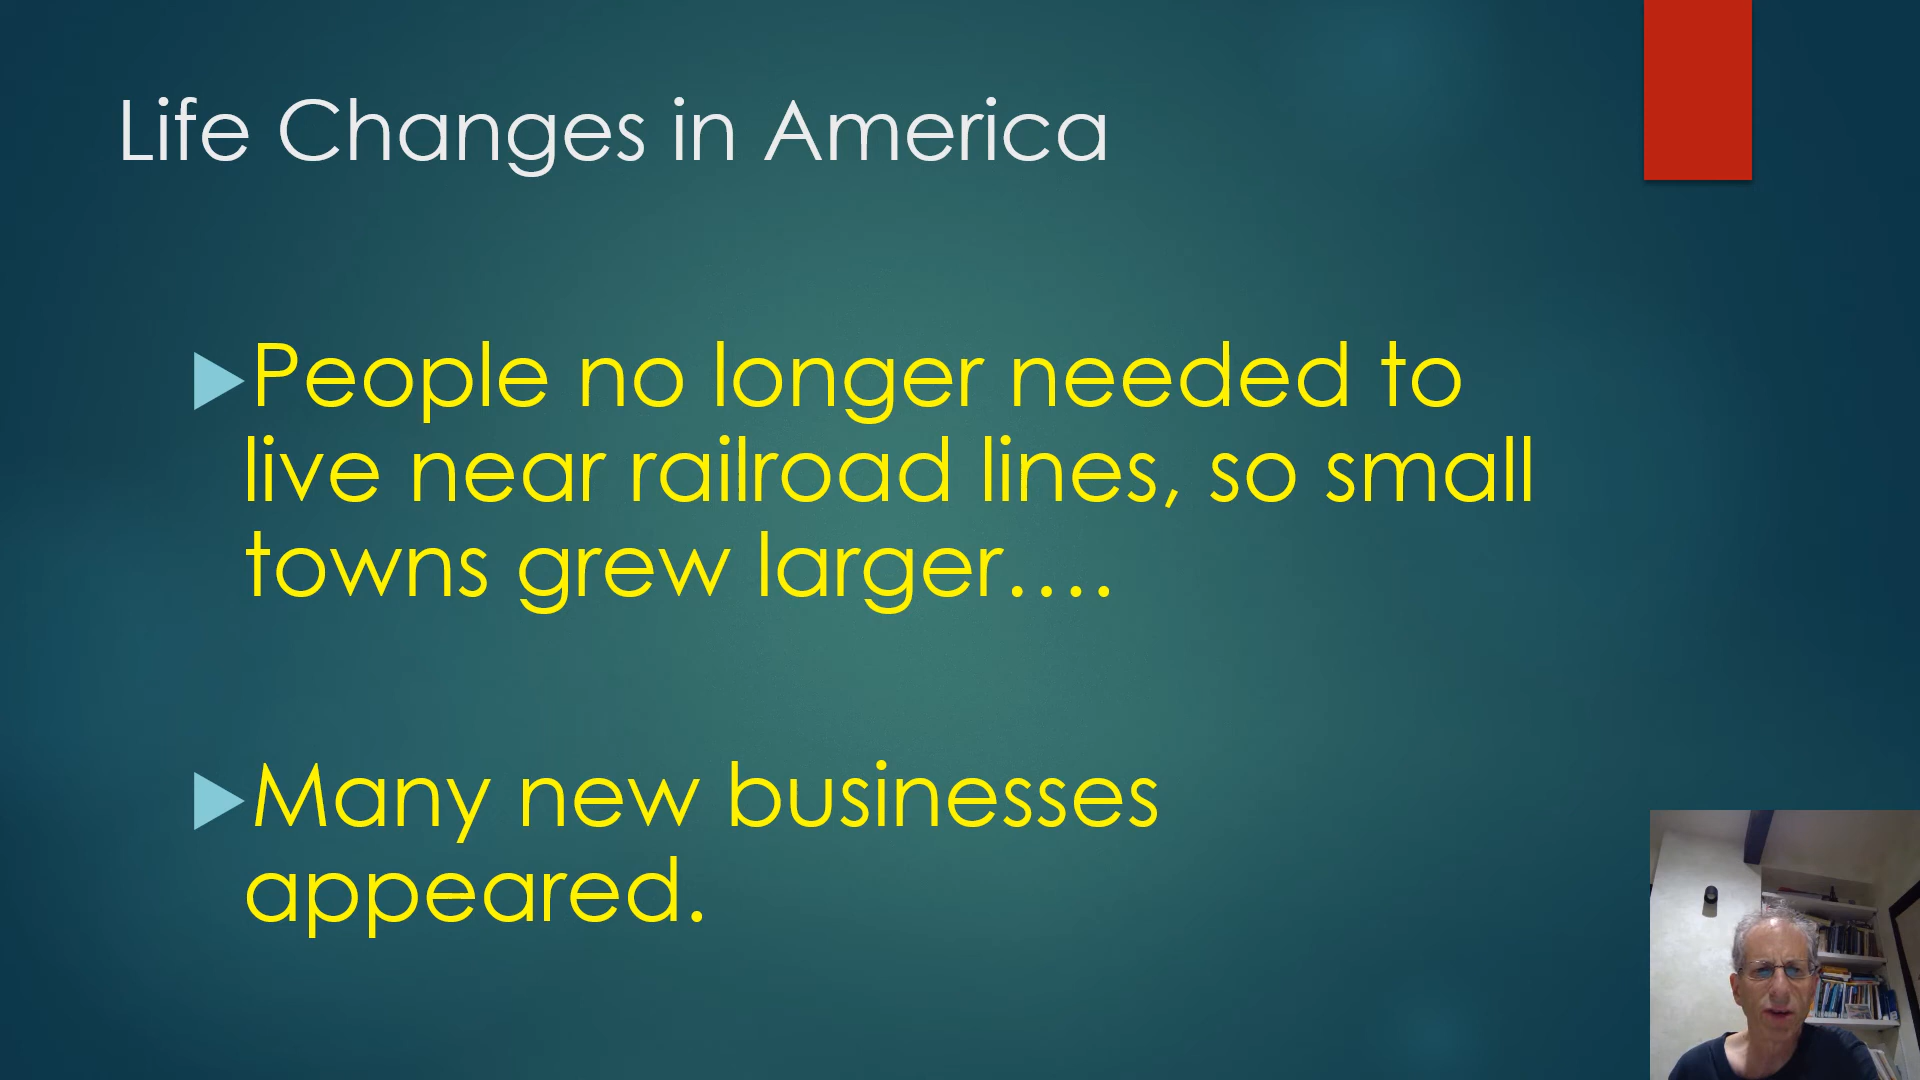 Life Changes in America
People no longer needed to
live near railroad lines, so small
towns grew larger....
Many new businesses
appeared.